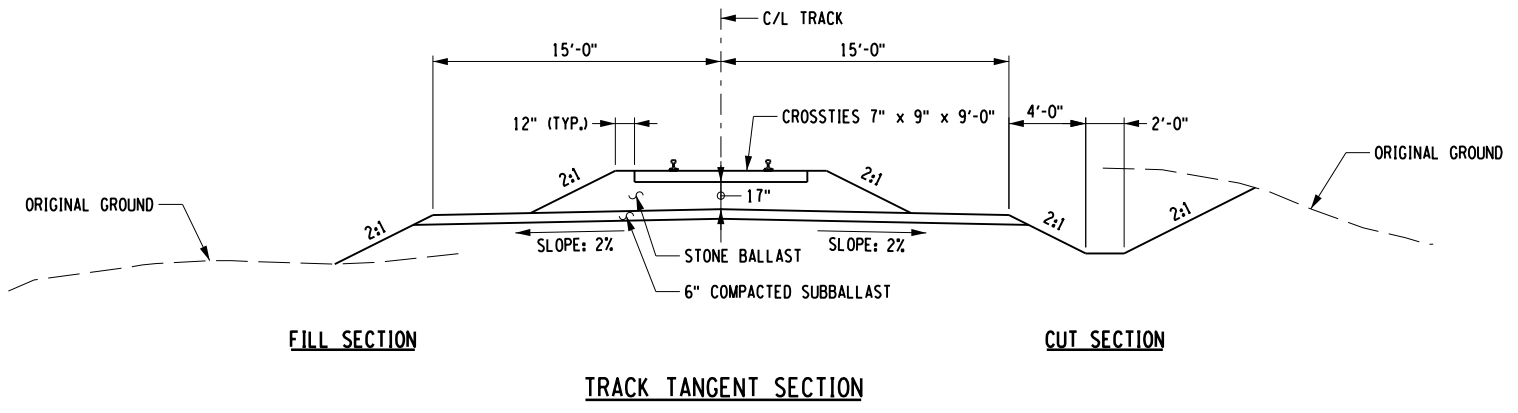 C/L TRACK
15'-0"
15'-0"
12" (TYP.)
CROSSTIES 7" x 9" x 9'-0"
4'-0"
2'-0"
ORIGINAL GROUND
2:1
2:1
17"
ORIGINAL GROUND
2:1
2:1
2:1
SLOPE: 2%
SLOPE: 2%
STONE BALLAST
6" COMPACTED SUBBALLAST
FILL SECTION
CUT SECTION
TRACK TANGENT SECTION